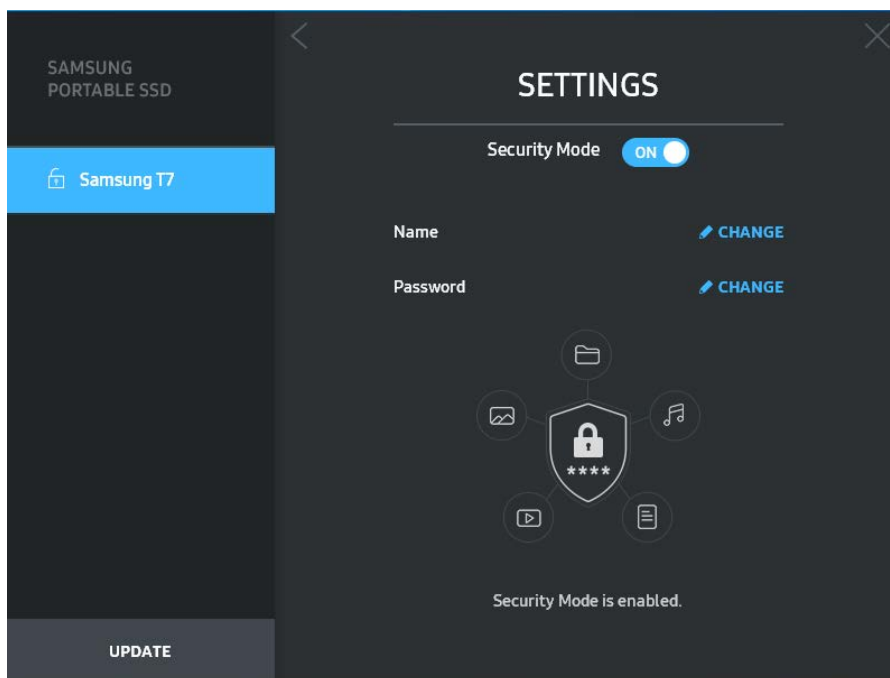 SAMSUNG
PORTABLE SSD
Samsung T7
UPDATE
SETTINGS
Security Mode ON
Name CHANGE
Password CHANGE
****
Security Mode is enabled.